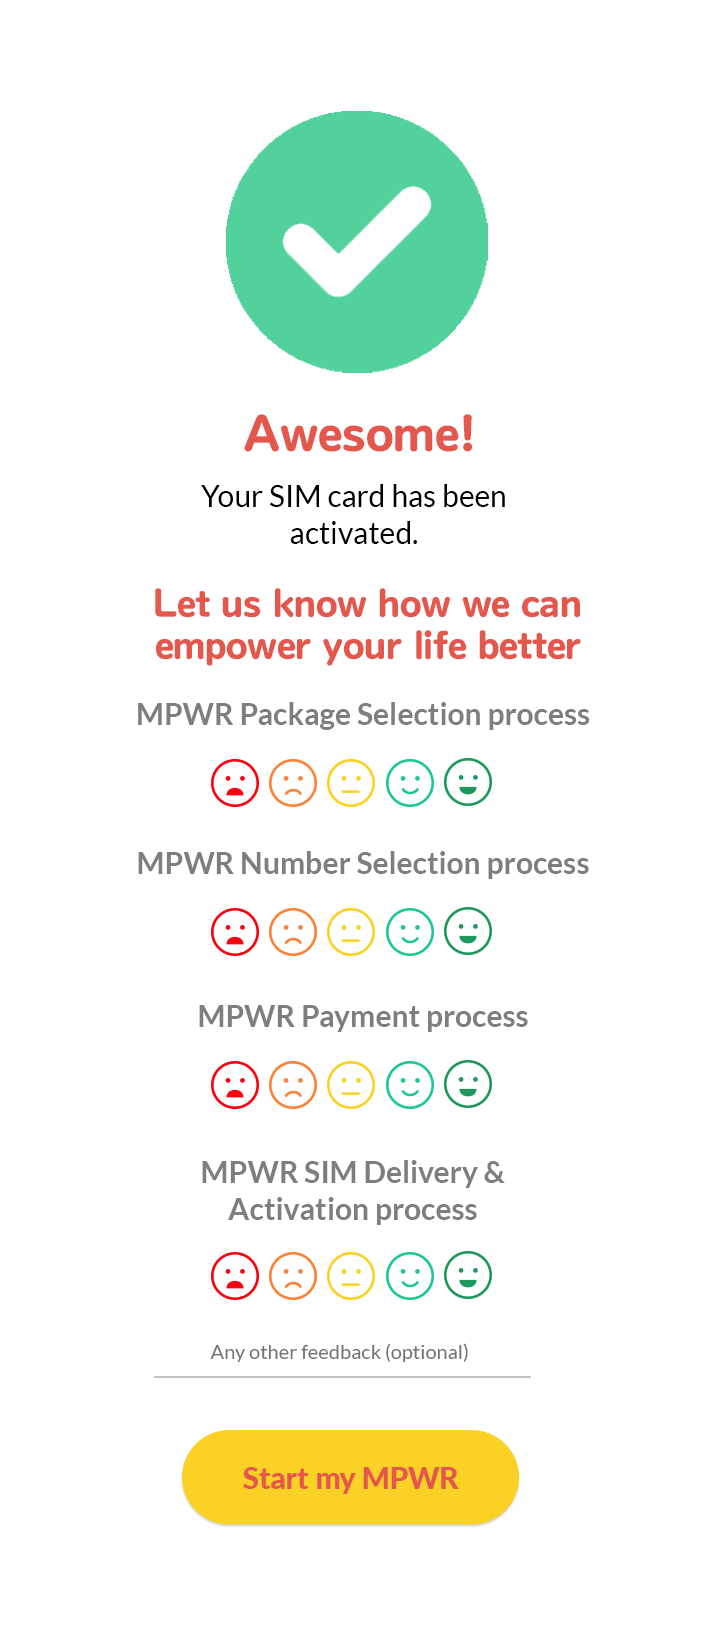 Awesome!
Your SIM card has been
activated.
Let us know how we can
empower your life better
MPWR Package Selection process
MPWR Number Selection process
MPWR Payment process
MPWR SIM Delivery &
Activation process
Any other feedback (optional)
Start my MPWR